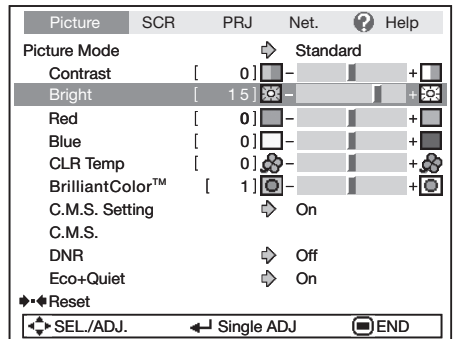 Picture SCR PRJ Net. ? Help
Picture Mode Standard
Contrast [ 0] – +
Bright [ 15] – +
Red [ 0] – +
Blue [ 0] – +
CLR Temp [ 0] – +
BrilliantColor™ [ 1] – +
C.M.S. Setting On
C.M.S.
DNR Off
Eco+Quiet On
Reset
SEL./ADJ. Single ADJ END